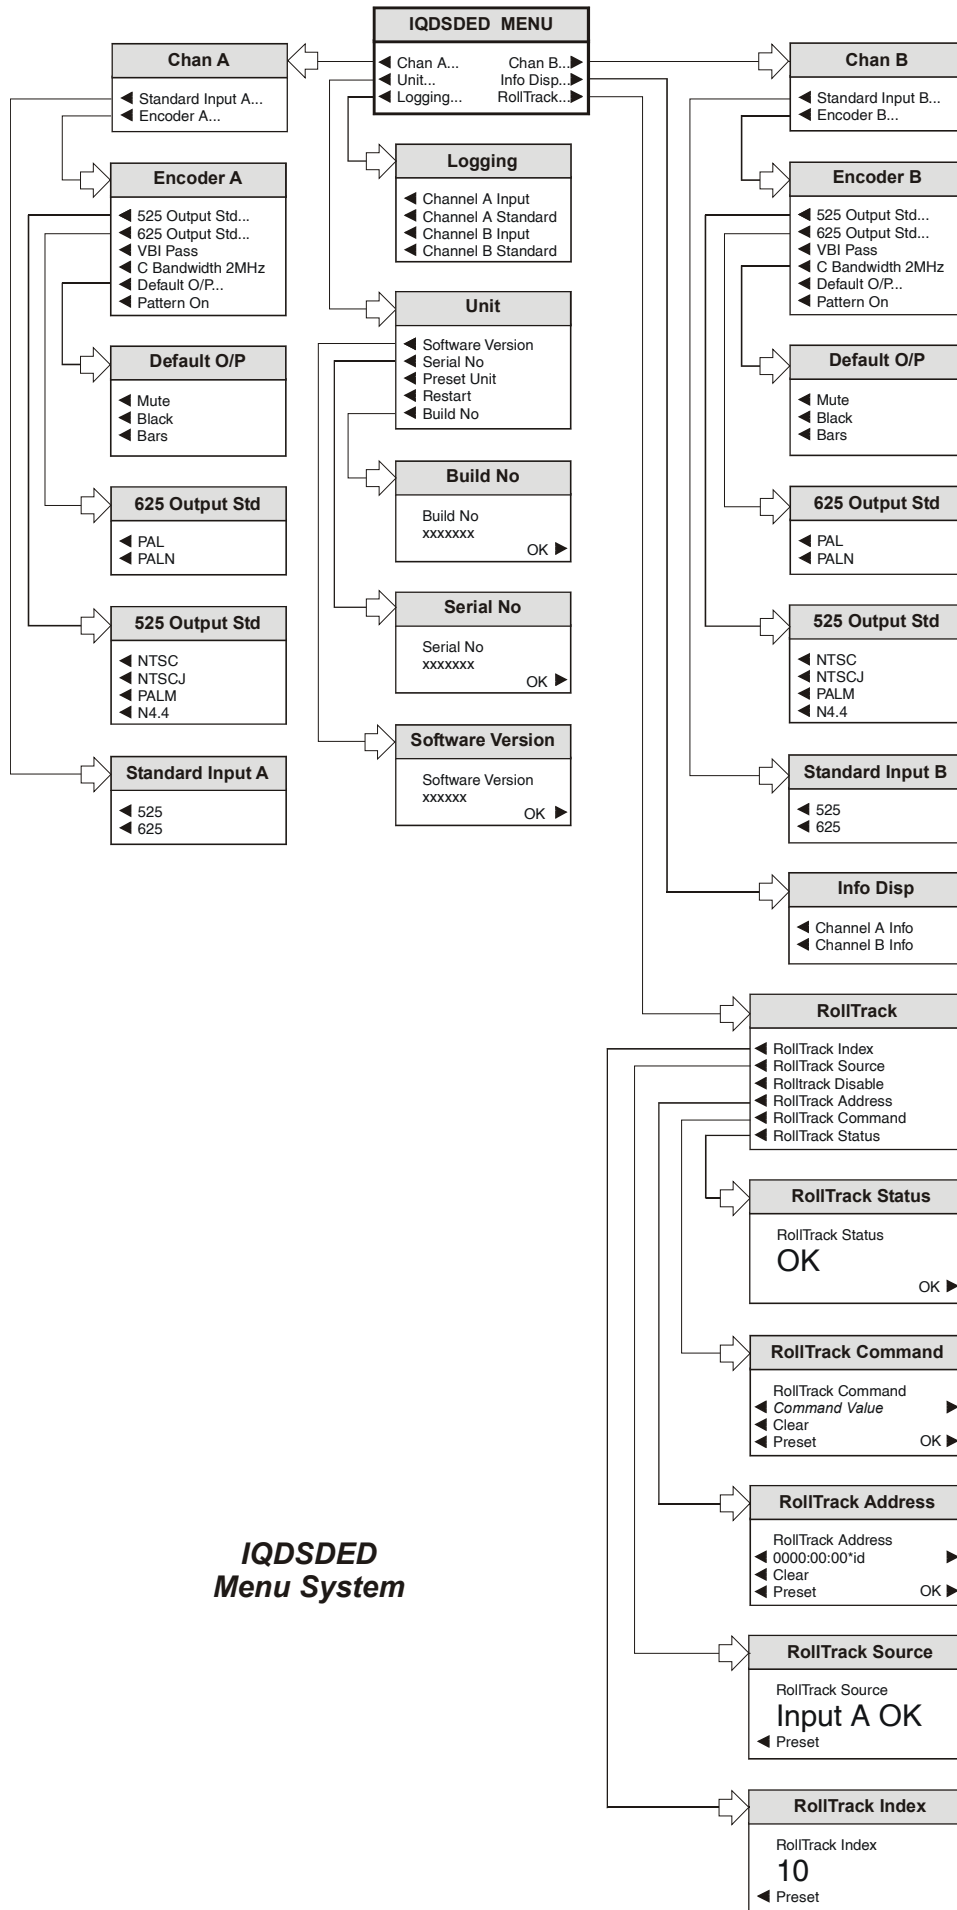 IQDSDED MENU
Chan A... Chan B...
Unit... Info Disp...
Logging... RollTrack...
Chan A
Standard Input A...
Encoder A...
Encoder A
525 Output Std...
625 Output Std...
VBI Pass
C Bandwidth 2MHz
Default O/P...
Pattern On
Default O/P
Mute
Black
Bars
625 Output Std
PAL
PALN
525 Output Std
NTSC
NTSCJ
PALM
N4.4
Standard Input A
525
625
Logging
Channel A Input
Channel A Standard
Channel B Input
Channel B Standard
Unit
Software Version
Serial No
Preset Unit
Restart
Build No
Build No
Build No
xxxxxxx
OK
Serial No
Serial No
xxxxxxx
OK
Software Version
Software Version
xxxxxx
OK
Chan B
Standard Input B...
Encoder B...
Encoder B
525 Output Std...
625 Output Std...
VBI Pass
C Bandwidth 2MHz
Default O/P...
Pattern On
Default O/P
Mute
Black
Bars
625 Output Std
PAL
PALN
525 Output Std
NTSC
NTSCJ
PALM
N4.4
Standard Input B
525
625
Info Disp
Channel A Info
Channel B Info
RollTrack
RollTrack Index
RollTrack Source
Rolltrack Disable
RollTrack Address
RollTrack Command
RollTrack Status
RollTrack Status
RollTrack Status
OK
OK
RollTrack Command
RollTrack Command
Command Value
Clear
Preset OK
RollTrack Address
RollTrack Address
0000:00:00*id
Clear
Preset OK
RollTrack Source
RollTrack Source
Input A OK
Preset
RollTrack Index
RollTrack Index
10
Preset
IQDSDED
Menu System